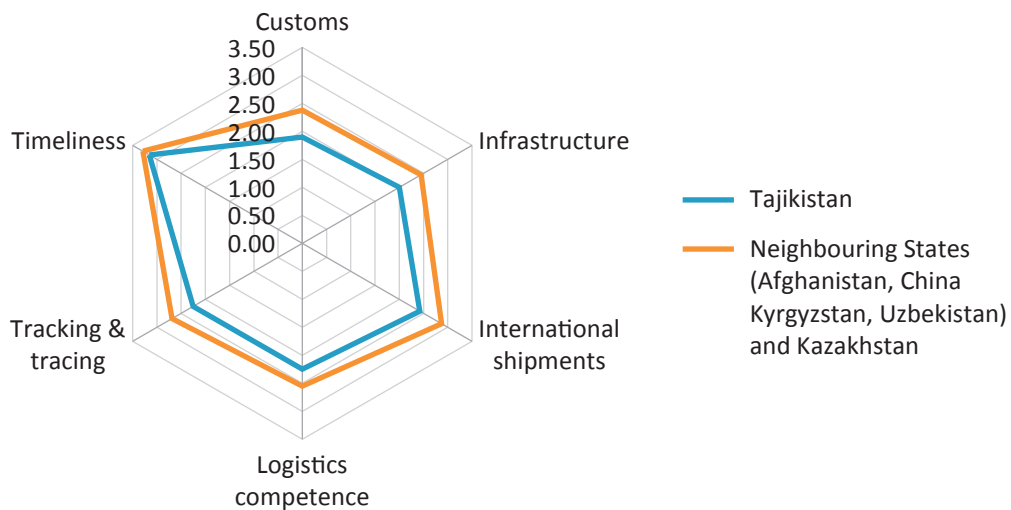 Customs
3.50
3.00
2.50
2.00
1.50
1.00
0.50
0.00
Timeliness
Infrastructure
Tracking &
tracing
International
shipments
Logistics
competence
Tajikistan
Neighbouring States
(Afghanistan, China
Kyrgyzstan, Uzbekistan)
and Kazakhstan